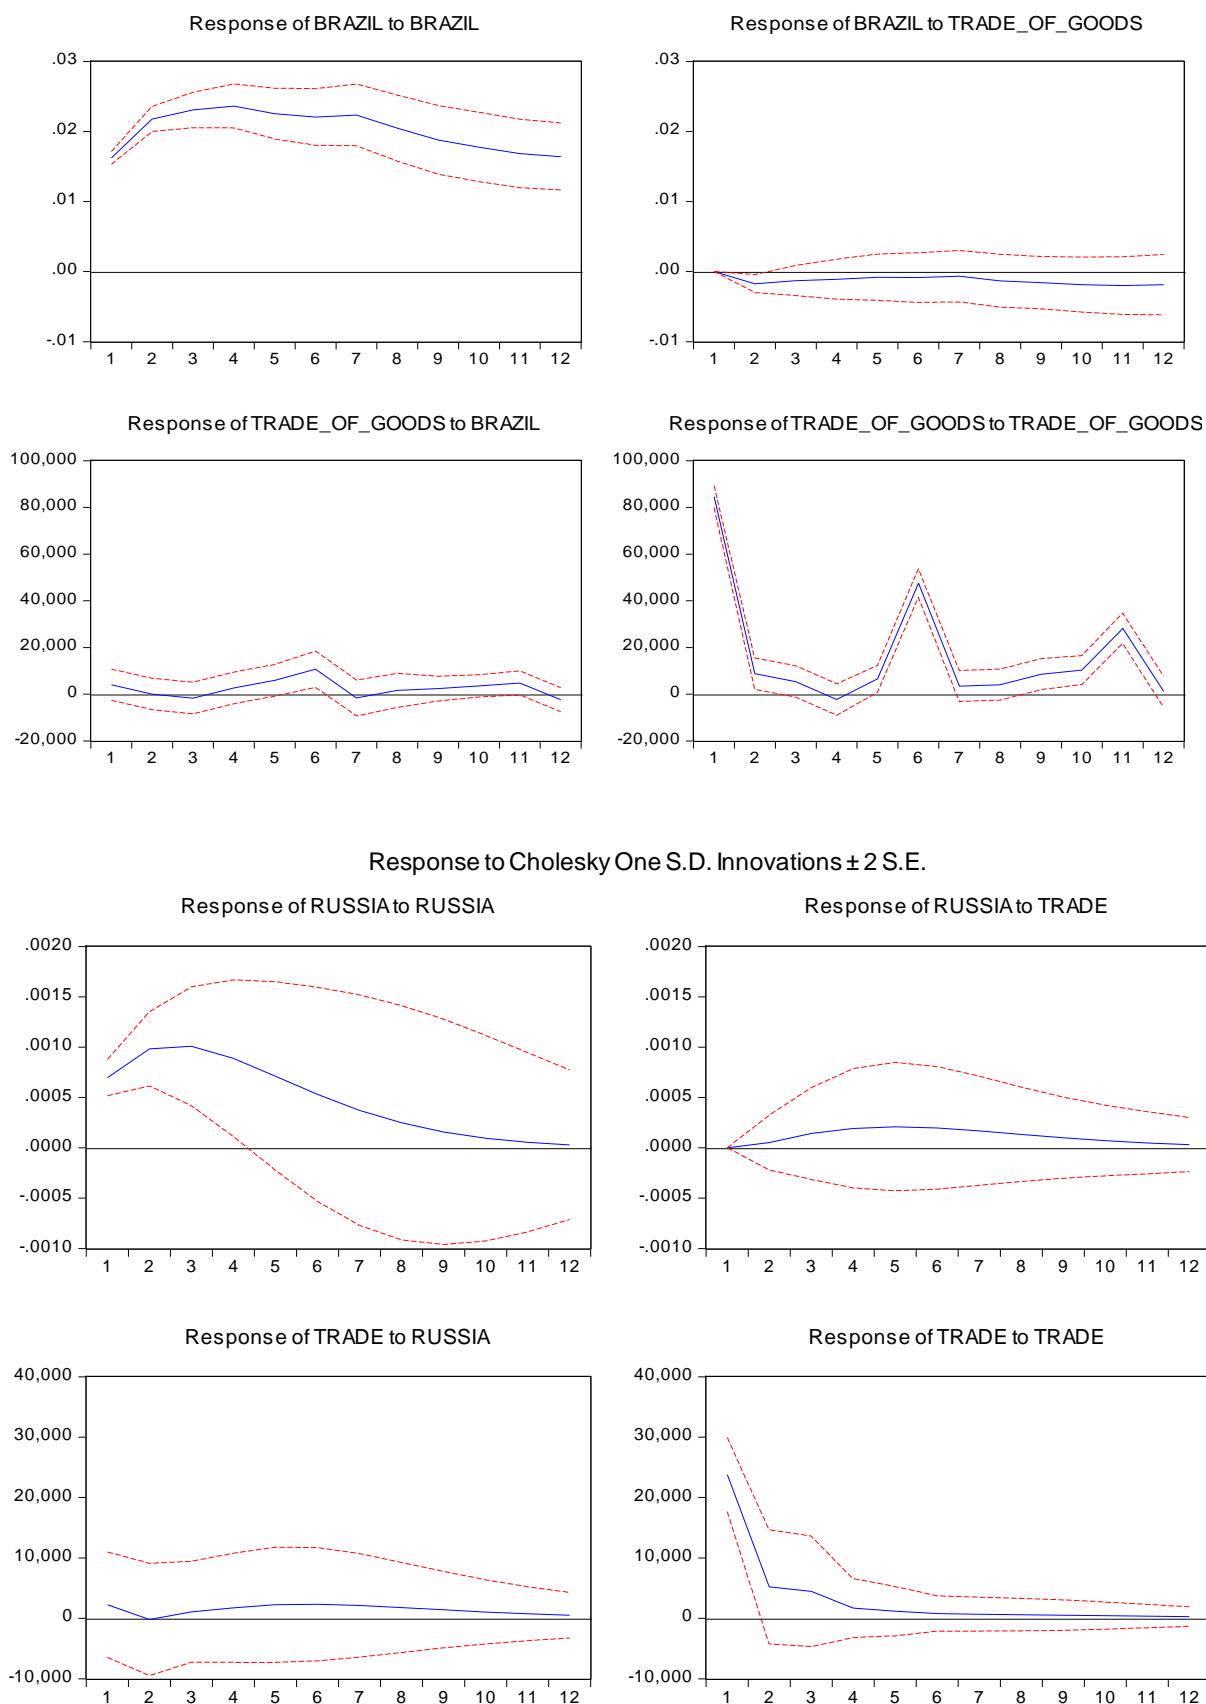 Response of BRAZIL to BRAZIL
Response of BRAZIL to TRADE_OF_GOODS
.03
.02
.01
.00
-.01
1 2 3 4 5 6 7 8 9 10 11 12
.03
.02
.01
.00
-.01
1 2 3 4 5 6 7 8 9 10 11 12
Response of TRADE_OF_GOODS to BRAZIL
Response of TRADE_OF_GOODS to TRADE_OF_GOODS
100,000
80,000
60,000
40,000
20,000
0
-20,000
1 2 3 4 5 6 7 8 9 10 11 12
100,000
80,000
60,000
40,000
20,000
0
-20,000
1 2 3 4 5 6 7 8 9 10 11 12
Response to Cholesky One S.D. Innovations ± 2 S.E.
Response of RUSSIA to RUSSIA
Response of RUSSIA to TRADE
.0020
.0015
.0010
.0005
.0000
-.0005
-.0010
1 2 3 4 5 6 7 8 9 10 11 12
.0020
.0015
.0010
.0005
.0000
-.0005
-.0010
1 2 3 4 5 6 7 8 9 10 11 12
Response of TRADE to RUSSIA
Response of TRADE to TRADE
40,000
30,000
20,000
10,000
0
-10,000
1 2 3 4 5 6 7 8 9 10 11 12
40,000
30,000
20,000
10,000
0
-10,000
1 2 3 4 5 6 7 8 9 10 11 12